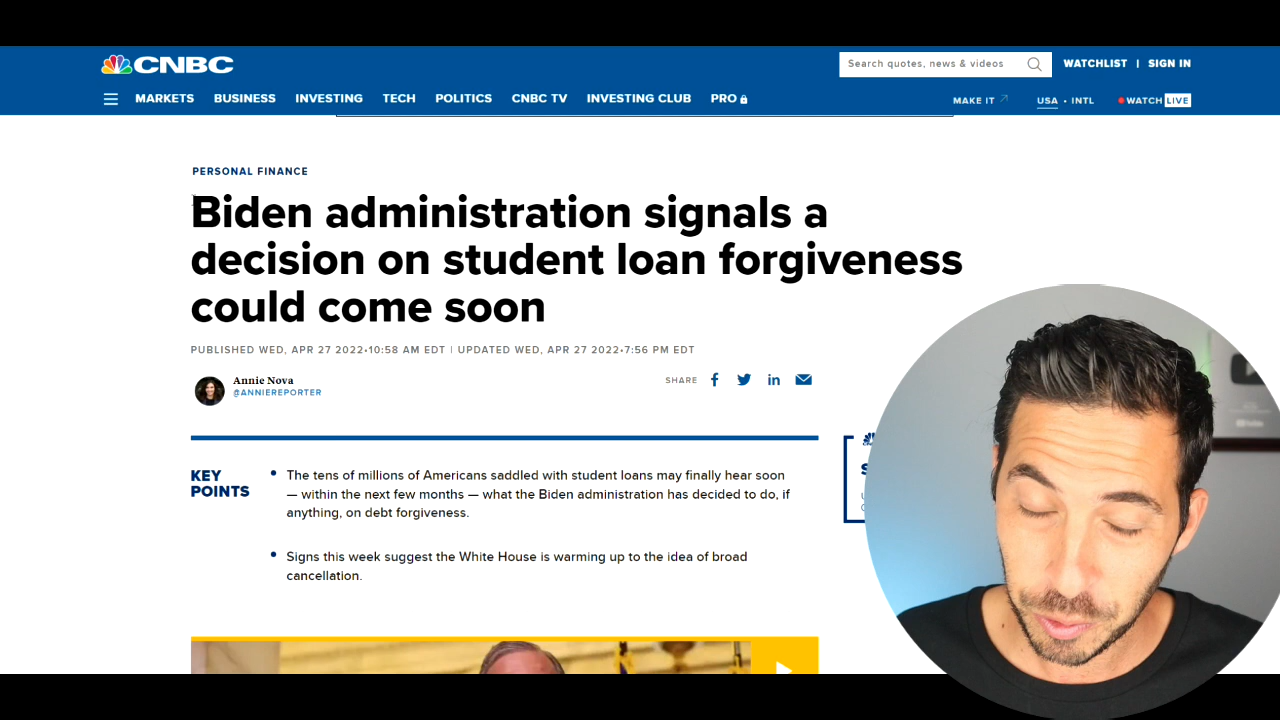 CNBC
Search quotes, news & videos
WATCHLIST | SIGN IN
MARKETS BUSINESS INVESTING TECH POLITICS CNBC TV INVESTING CLUB PRO
MAKE IT USA • INTL WATCH LIVE
PERSONAL FINANCE
Biden administration signals a
decision on student loan forgiveness
could come soon
PUBLISHED WED, APR 27 2022•10:58 AM EDT | UPDATED WED, APR 27 2022•7:56 PM EDT
Annie Nova
@ANNIEREPORTER
SHARE
KEY
POINTS
• The tens of millions of Americans saddled with student loans may finally hear soon
— within the next few months — what the Biden administration has decided to do, if
anything, on debt forgiveness.
• Signs this week suggest the White House is warming up to the idea of broad
cancellation.